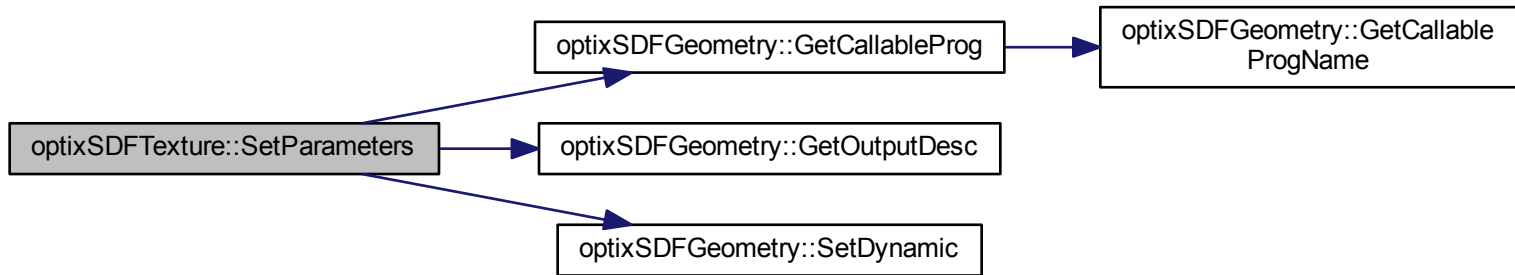 optixSDFTexture::SetParameters
optixSDFGeometry::GetCallableProg
optixSDFGeometry::GetOutputDesc
optixSDFGeometry::SetDynamic
optixSDFGeometry::GetCallable
ProgName